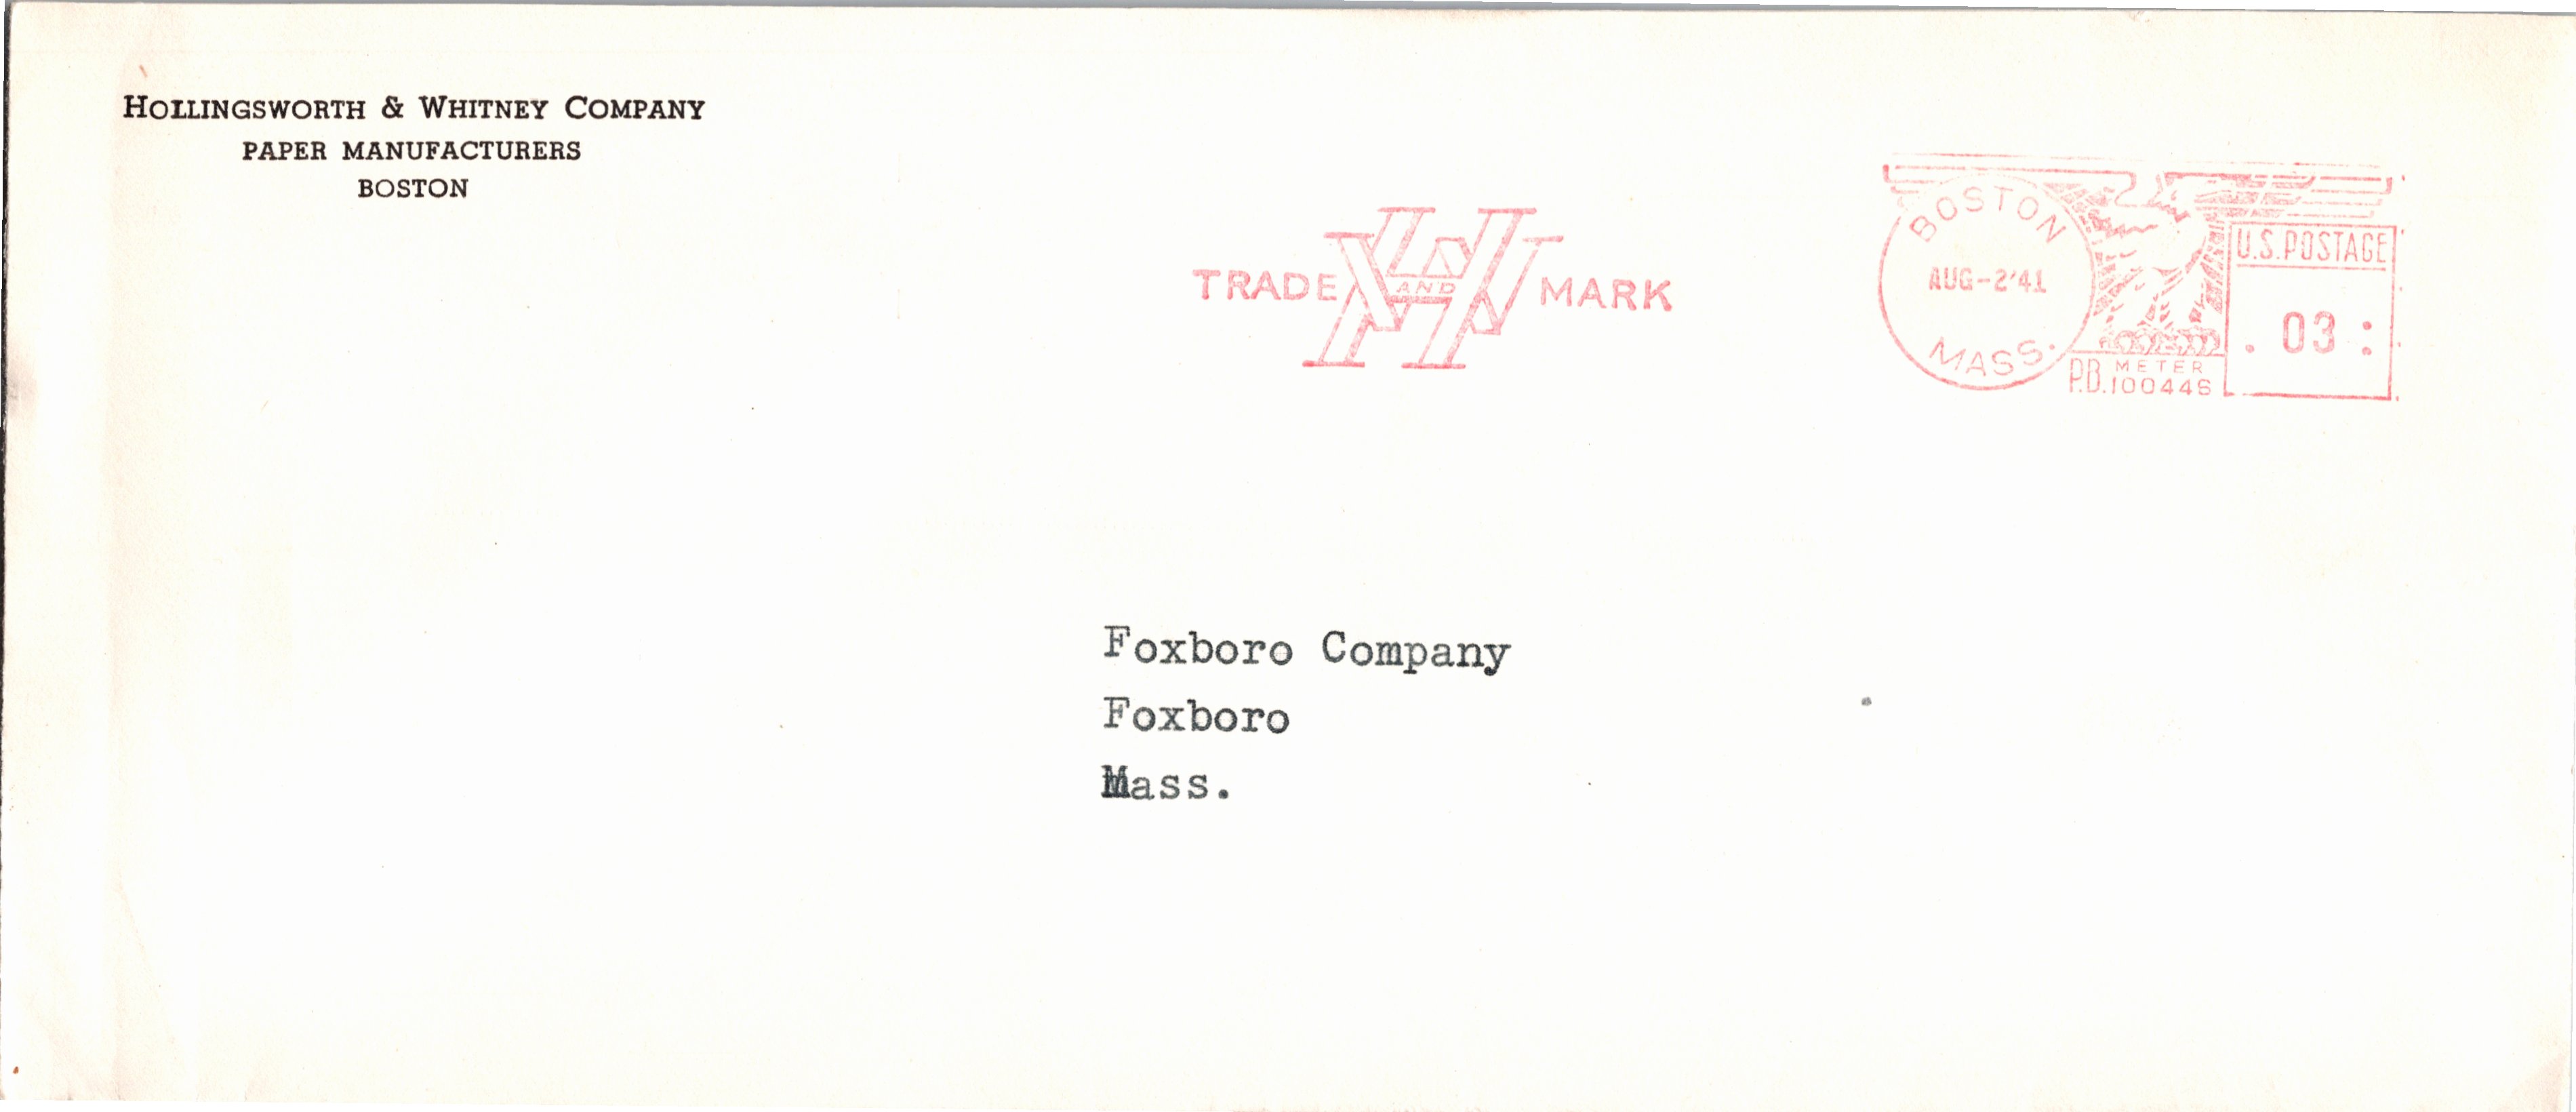 HOLLINGSWORTH & WHITNEY COMPANY
PAPER MANUFACTURERS
BOSTON
TRADE H AND W MARK
BOSTON
AUG-2'41
MASS.
P.B. METER
100446
U.S. POSTAGE
.03:
Foxboro Company
Foxboro
Mass.